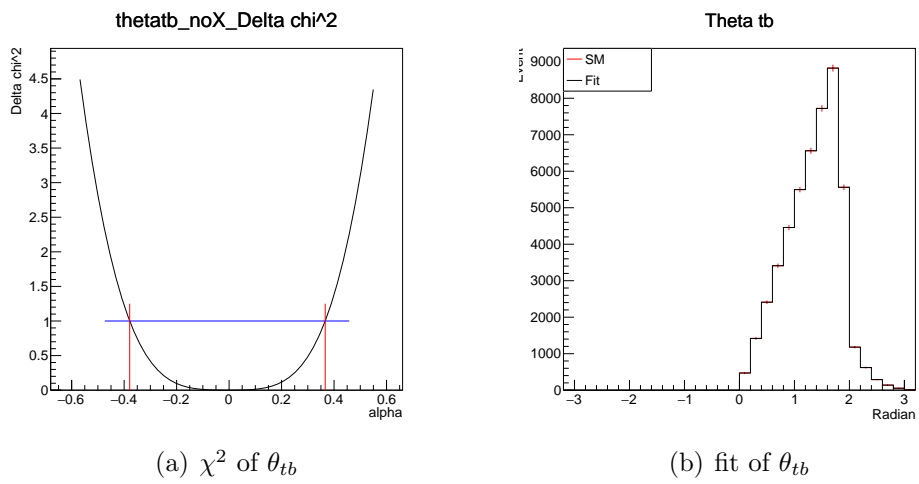 thetatb_noX_Delta chi^2
Delta chi^2
4.5
4
3.5
3
2.5
2
1.5
1
0.5
0
−0.6 −0.4 −0.2 0 0.2 0.4 0.6
alpha
(a) χ² of θtb
Theta tb
SM
Fit
9000
8000
7000
6000
5000
4000
3000
2000
1000
0
−3 −2 −1 0 1 2 3
Radian
(b) fit of θtb